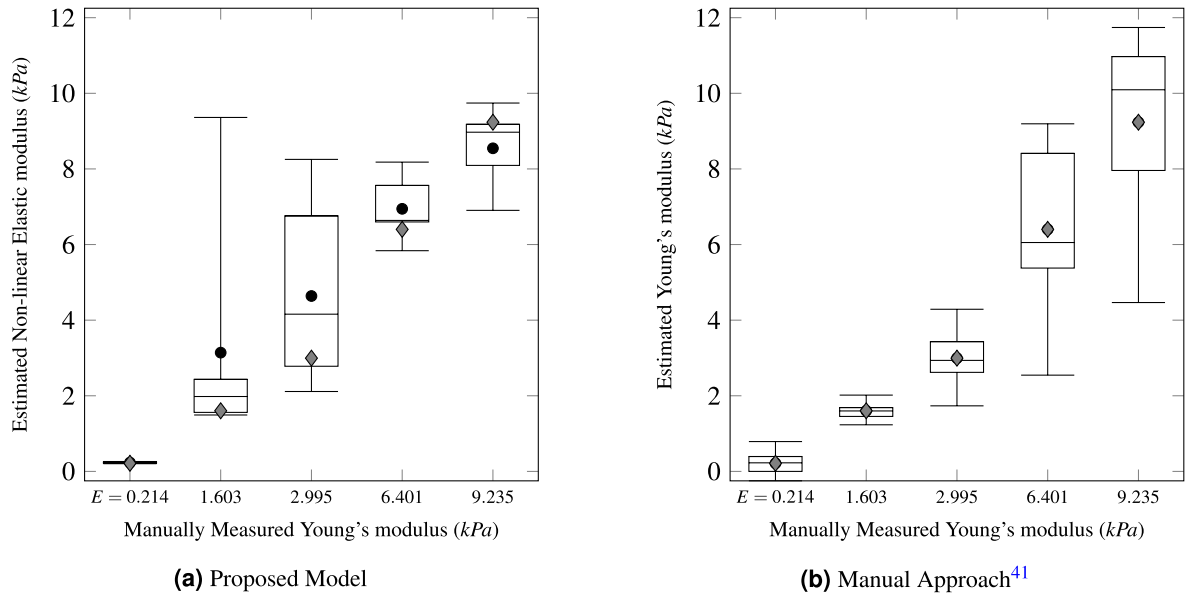 Estimated Non-linear Elastic modulus (kPa)
12
10
8
6
4
2
0
E = 0.214 1.603 2.995 6.401 9.235
Manually Measured Young's modulus (kPa)
(a) Proposed Model
Estimated Young's modulus (kPa)
12
10
8
6
4
2
0
E = 0.214 1.603 2.995 6.401 9.235
Manually Measured Young's modulus (kPa)
(b) Manual Approach41